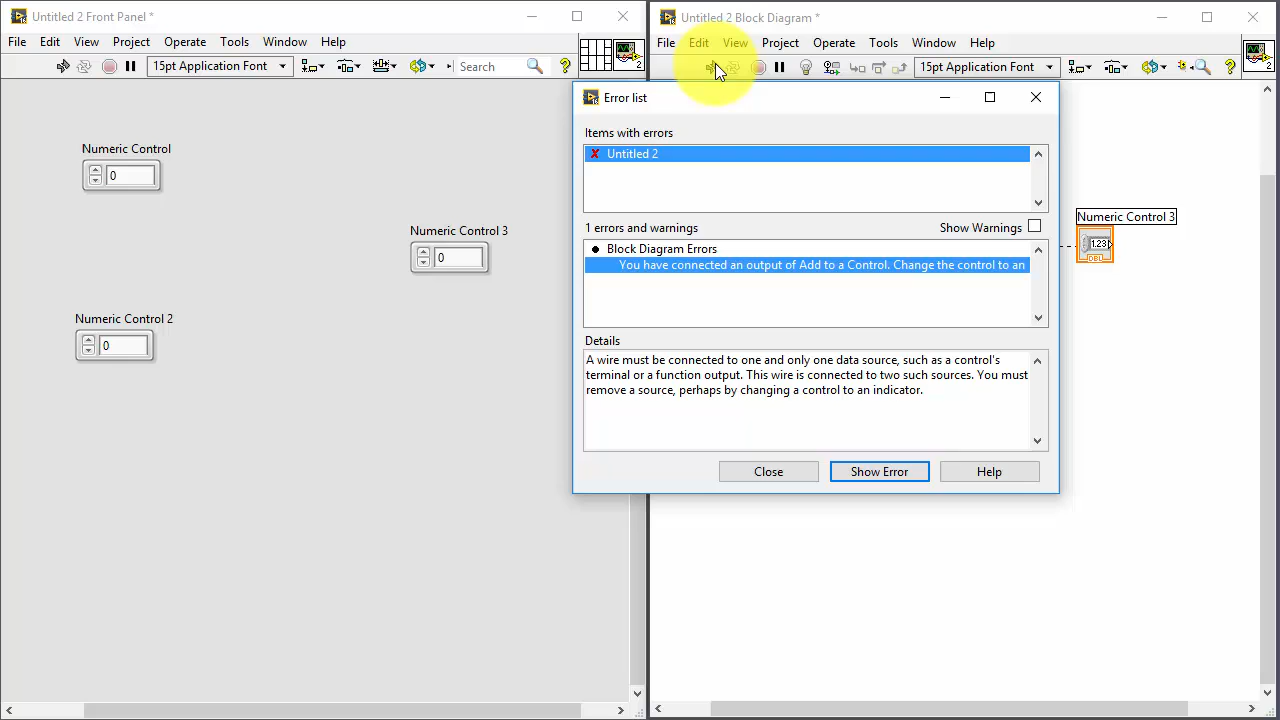 Untitled 2 Front Panel *
File Edit View Project Operate Tools Window Help
15pt Application Font
Search
?
2
Numeric Control
0
Numeric Control 3
0
Numeric Control 2
0
Untitled 2 Block Diagram *
File Edit View Project Operate Tools Window Help
15pt Application Font
?
2
Numeric Control 3
1.23
DBL
Error list
Items with errors
Untitled 2
1 errors and warnings
Show Warnings
Block Diagram Errors
You have connected an output of Add to a Control. Change the control to an
Details
A wire must be connected to one and only one data source, such as a control's
terminal or a function output. This wire is connected to two such sources. You must
remove a source, perhaps by changing a control to an indicator.
Close Show Error Help